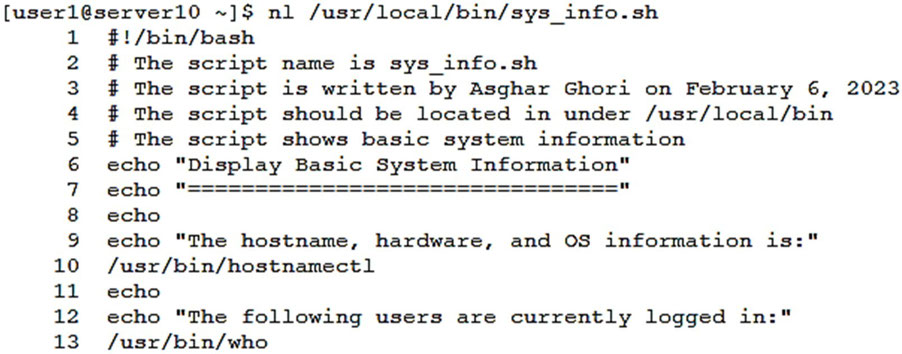 [user1@server10 ~]$ nl /usr/local/bin/sys_info.sh
1 #!/bin/bash
2 # The script name is sys_info.sh
3 # The script is written by Asghar Ghori on February 6, 2023
4 # The script should be located in under /usr/local/bin
5 # The script shows basic system information
6 echo "Display Basic System Information"
7 echo "================================"
8 echo
9 echo "The hostname, hardware, and OS information is:"
10 /usr/bin/hostnamectl
11 echo
12 echo "The following users are currently logged in:"
13 /usr/bin/who